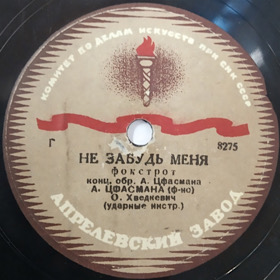 КОМИТЕТ ПО ДЕЛАМ ИСКУССТВ ПРИ СНК СССР
Г 8275
НЕ ЗАБУДЬ МЕНЯ
фокстрот
конц. обр. А. Цфасмана
А. ЦФАСМАНА (ф-но)
О. Хведкевич
(ударные инстр.)
АПРЕЛЕВСКИЙ ЗАВОД